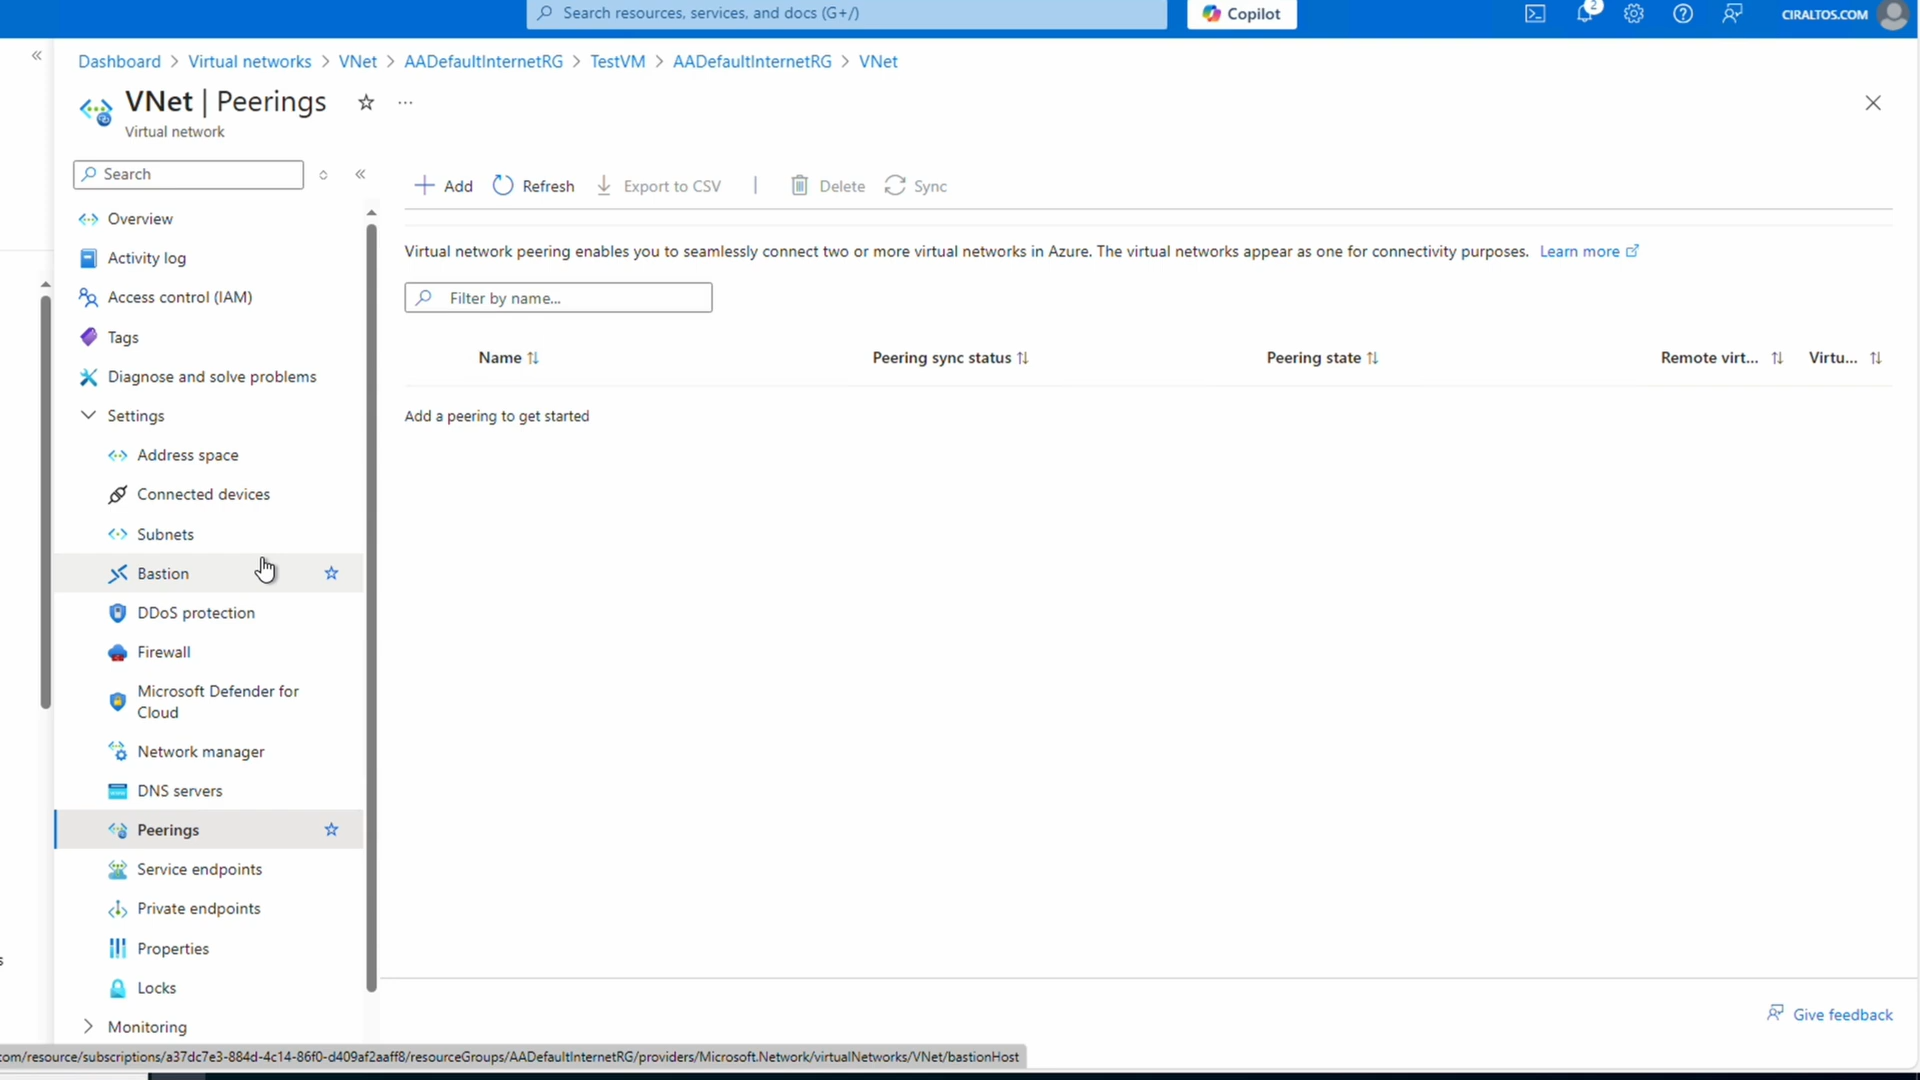 Search resources, services, and docs (G+/)
Copilot
2
CIRALTOS.COM
Dashboard > Virtual networks > VNet > AADefaultInternetRG > TestVM > AADefaultInternetRG > VNet
VNet | Peerings
Virtual network
Search
Add
Refresh
Export to CSV
Delete
Sync
Overview
Activity log
Access control (IAM)
Tags
Diagnose and solve problems
Settings
Address space
Connected devices
Subnets
Bastion
DDoS protection
Firewall
Microsoft Defender for
Cloud
Network manager
DNS servers
Peerings
Service endpoints
Private endpoints
Properties
Locks
Monitoring
Virtual network peering enables you to seamlessly connect two or more virtual networks in Azure. The virtual networks appear as one for connectivity purposes. Learn more
Filter by name...
Name
Peering sync status
Peering state
Remote virt...
Virtu...
Add a peering to get started
s
Give feedback
com/resource/subscriptions/a37dc7e3-884d-4c14-86f0-d409af2aaff8/resourceGroups/AADefaultInternetRG/providers/Microsoft.Network/virtualNetworks/VNet/bastionHost